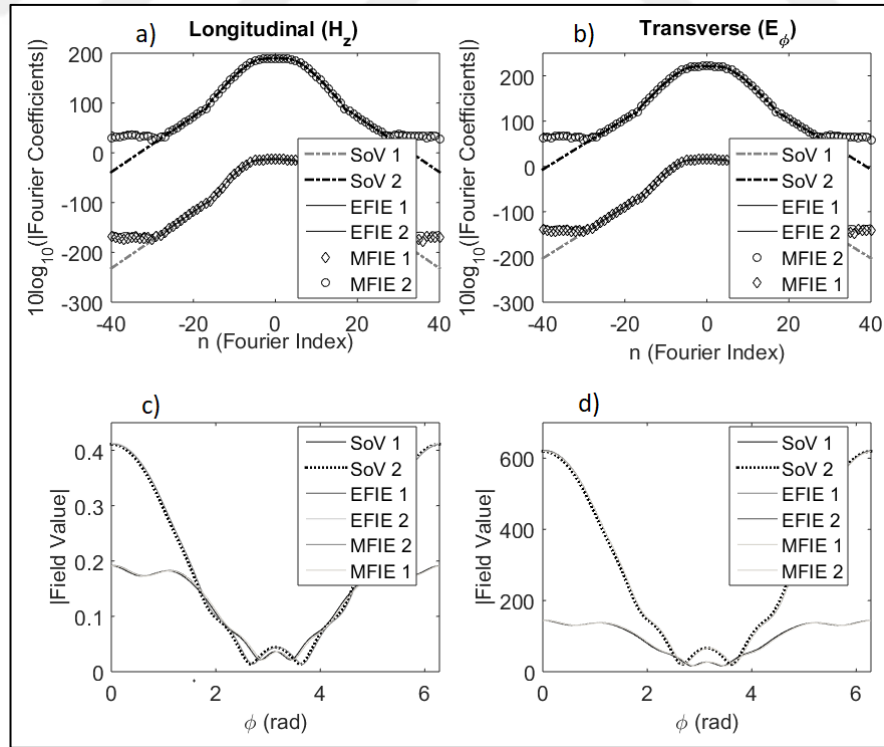 a)
Longitudinal (H_z)
10log_10(|Fourier Coefficients|)
200
100
0
-100
-200
-300
-40
-20
0
20
40
n (Fourier Index)
SoV 1
SoV 2
EFIE 1
EFIE 2
MFIE 1
MFIE 2
b)
Transverse (E_ϕ)
10log_10(|Fourier Coefficients|)
200
100
0
-100
-200
-300
-40
-20
0
20
40
n (Fourier Index)
SoV 1
SoV 2
EFIE 1
EFIE 2
MFIE 2
MFIE 1
c)
|Field Value|
0.4
0.3
0.2
0.1
0
0
2
4
6
ϕ (rad)
SoV 1
SoV 2
EFIE 1
EFIE 2
MFIE 2
MFIE 1
d)
|Field Value|
600
400
200
0
0
2
4
6
ϕ (rad)
SoV 1
SoV 2
EFIE 1
EFIE 2
MFIE 1
MFIE 2